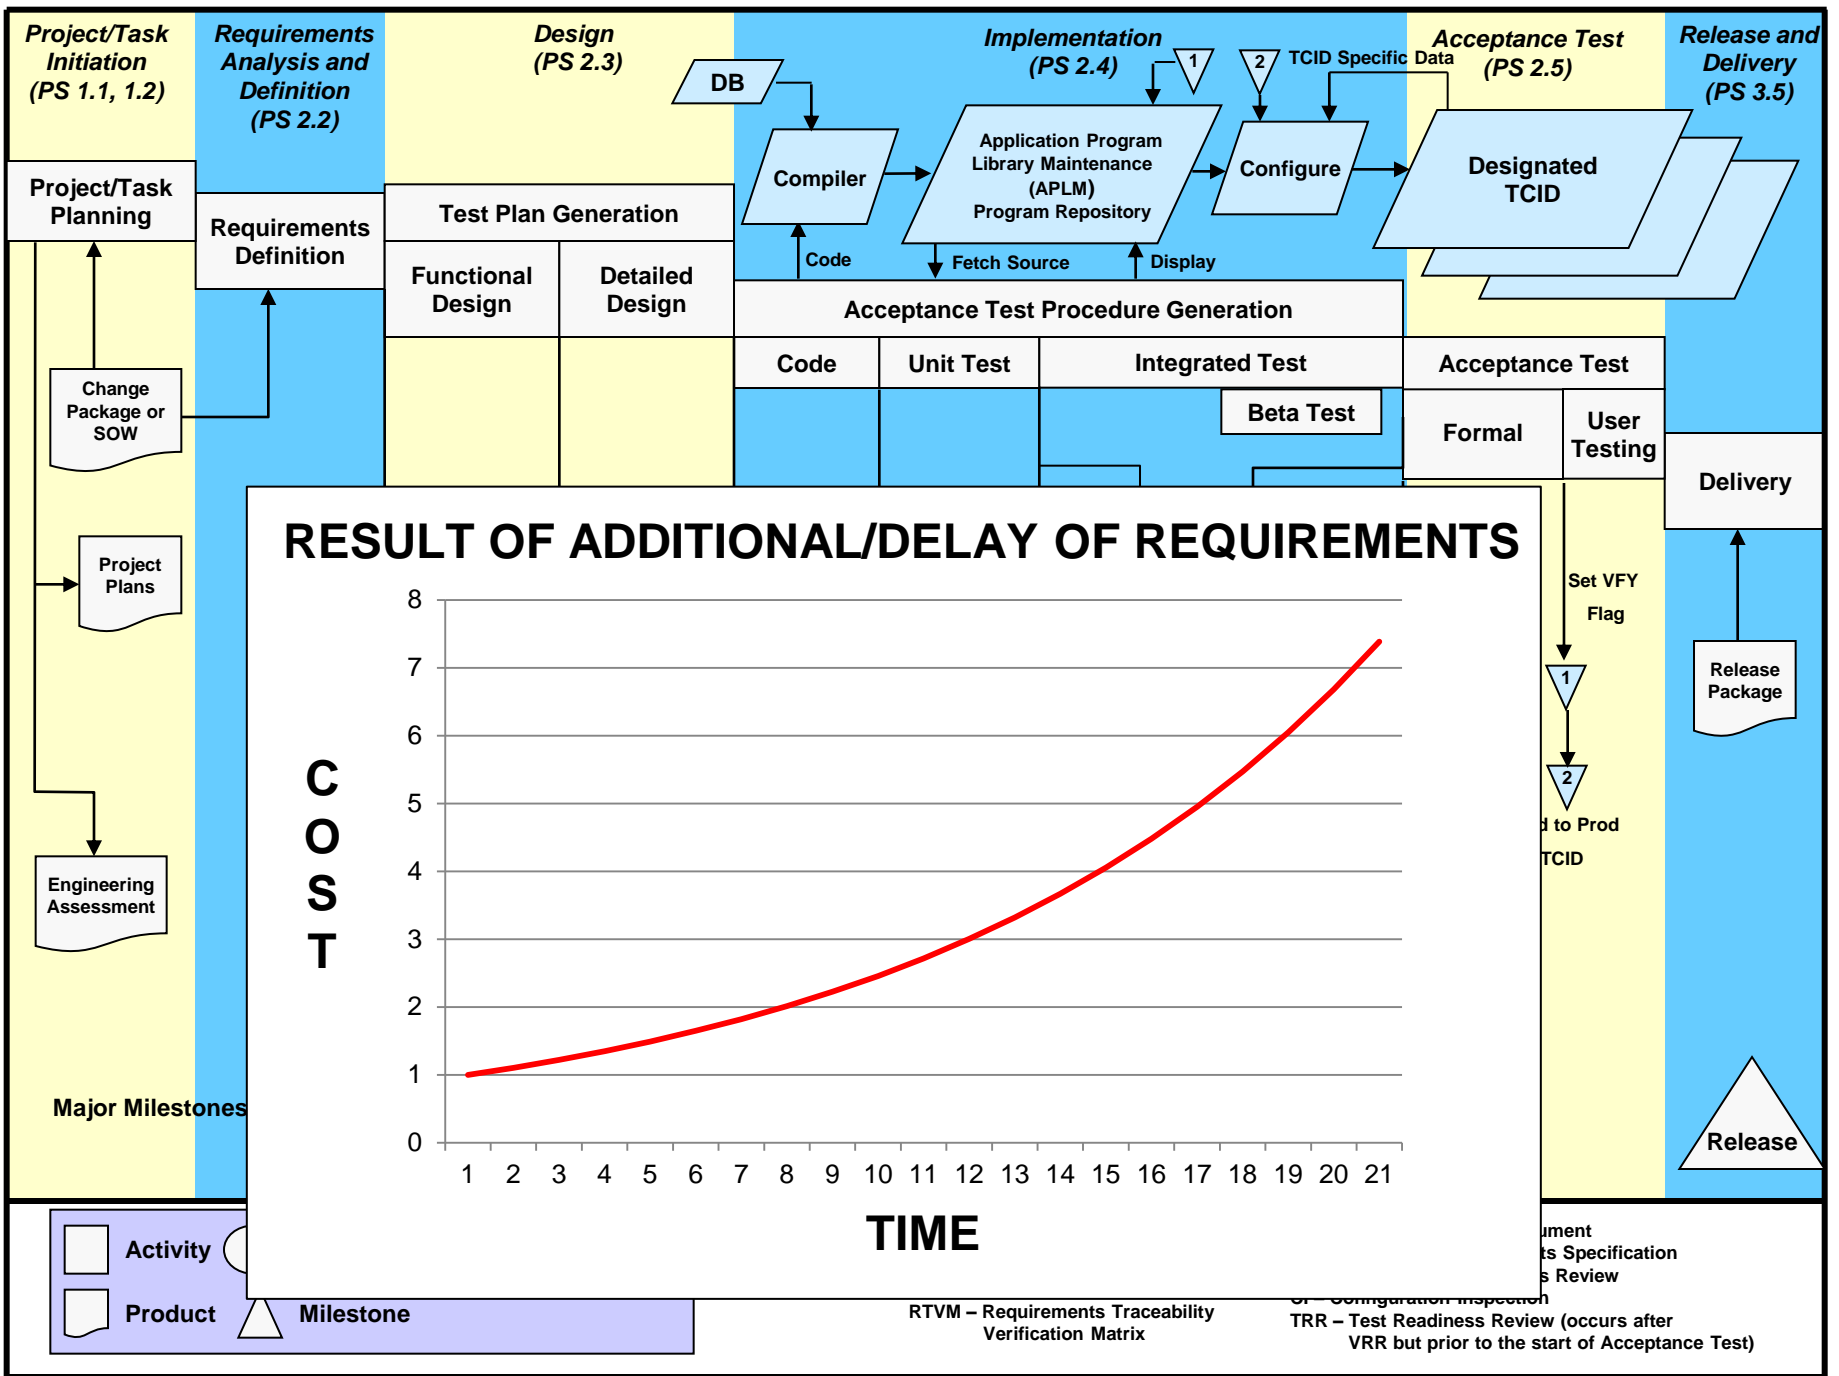 Project/Task
Initiation
(PS 1.1, 1.2)
Requirements
Analysis and
Definition
(PS 2.2)
Design
(PS 2.3)
Implementation
(PS 2.4)
Acceptance Test
(PS 2.5)
Release and
Delivery
(PS 3.5)
DB
1
2
TCID Specific Data
Compiler
Application Program
Library Maintenance
(APLM)
Program Repository
Configure
Designated
TCID
Project/Task
Planning
Requirements
Definition
Test Plan Generation
Functional
Design
Detailed
Design
Code
Fetch Source
Display
Acceptance Test Procedure Generation
Code
Unit Test
Integrated Test
Acceptance Test
Beta Test
Formal
User
Testing
Delivery
Change
Package or
SOW
Project
Plans
Engineering
Assessment
Set VFY
Flag
1
2
to Prod
TCID
Release
Package
RESULT OF ADDITIONAL/DELAY OF REQUIREMENTS
8
7
6
5
4
3
2
1
0
C
O
S
T
1 2 3 4 5 6 7 8 9 10 11 12 13 14 15 16 17 18 19 20 21
TIME
Major Milestones
Release
Activity
Product
Milestone
RTVM – Requirements Traceability
Verification Matrix
Specification
Review
Configuration Inspection
TRR – Test Readiness Review (occurs after
VRR but prior to the start of Acceptance Test)